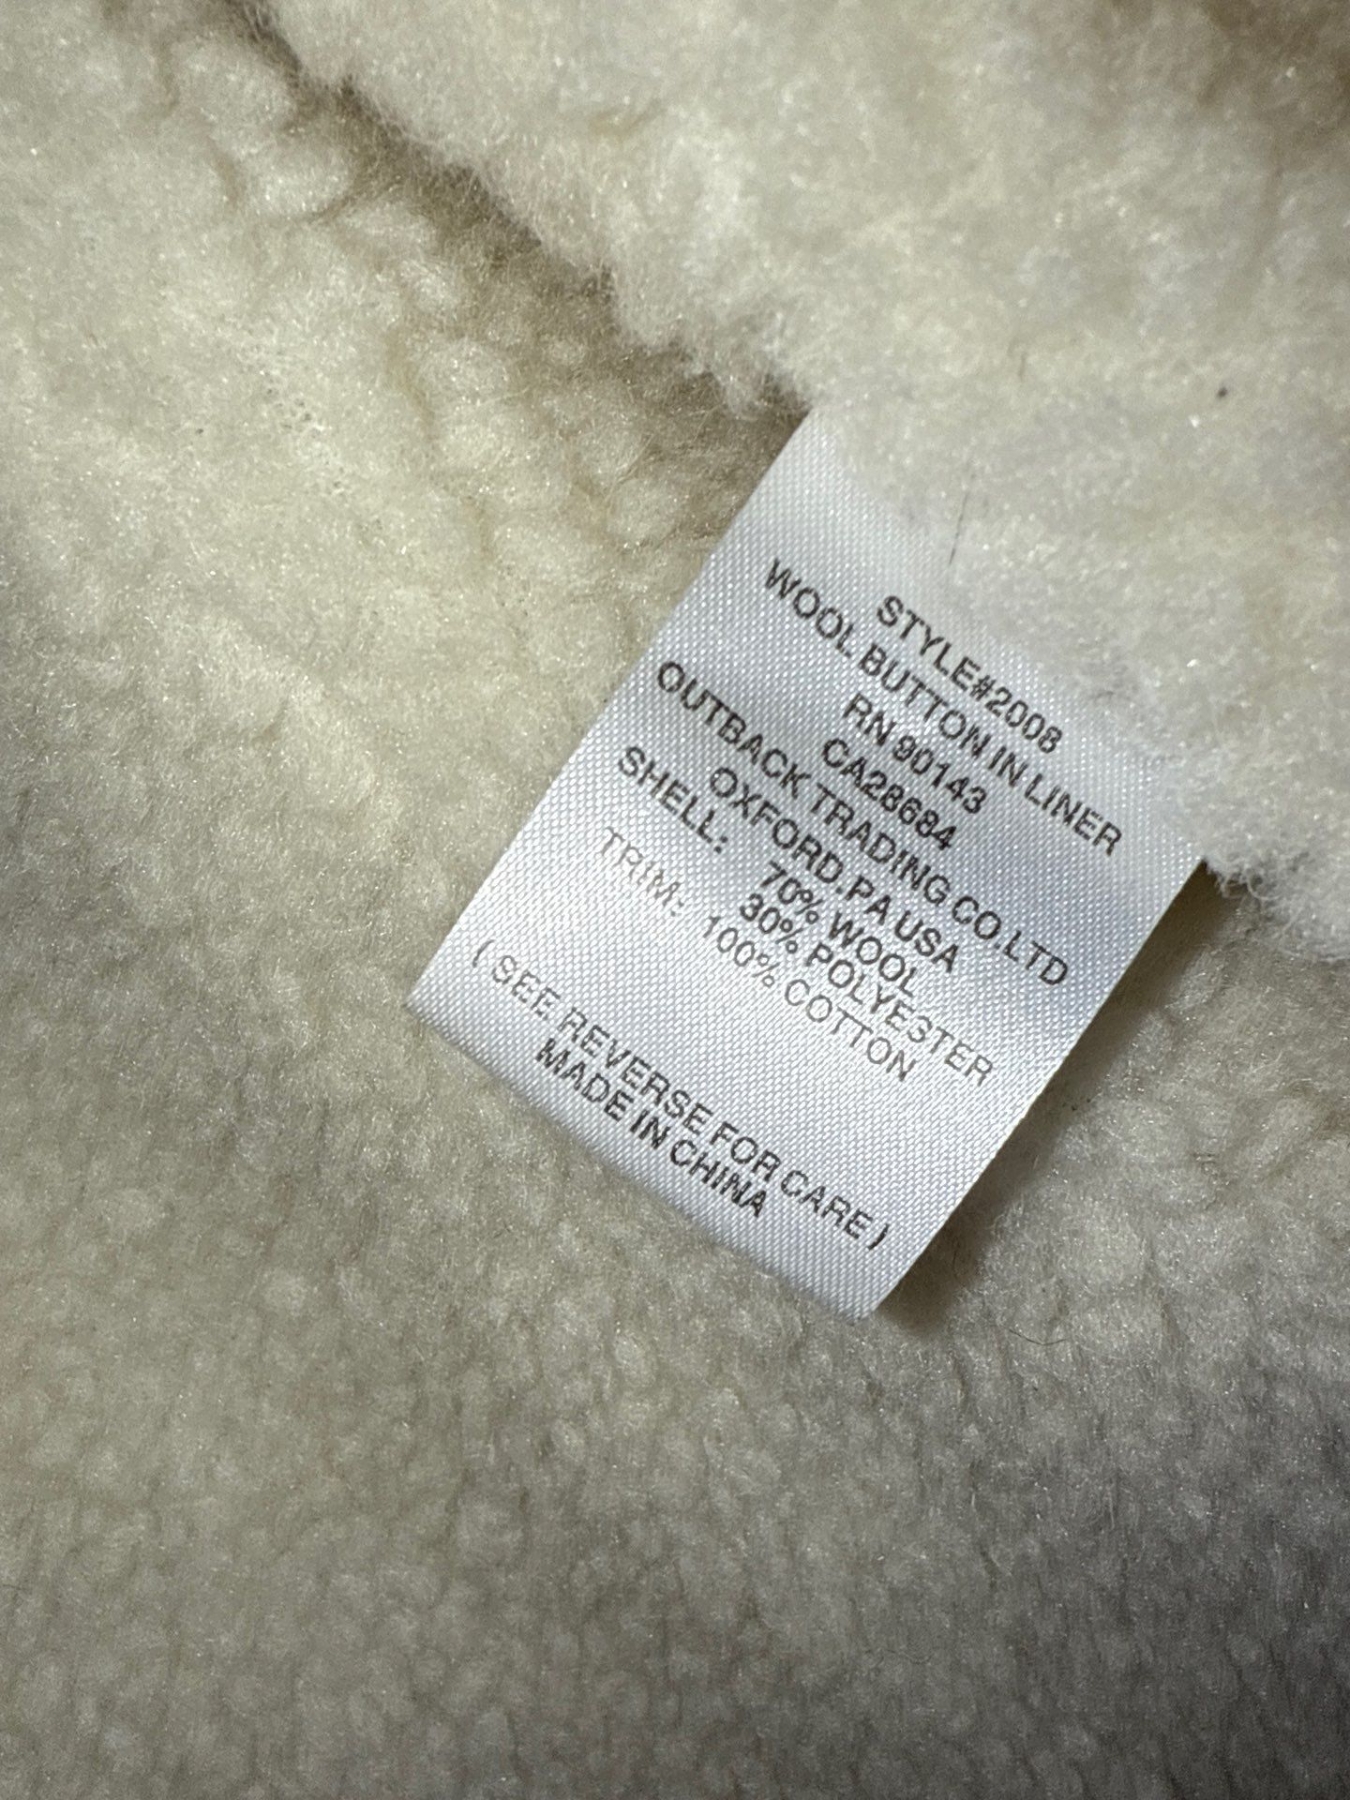 STYLE#2008
WOOL BUTTON IN LINER
RN 90143
CA28684
OUTBACK TRADING CO.LTD
OXFORD.PA USA
SHELL: 70% WOOL
30% POLYESTER
TRIM: 100% COTTON
( SEE REVERSE FOR CARE )
MADE IN CHINA